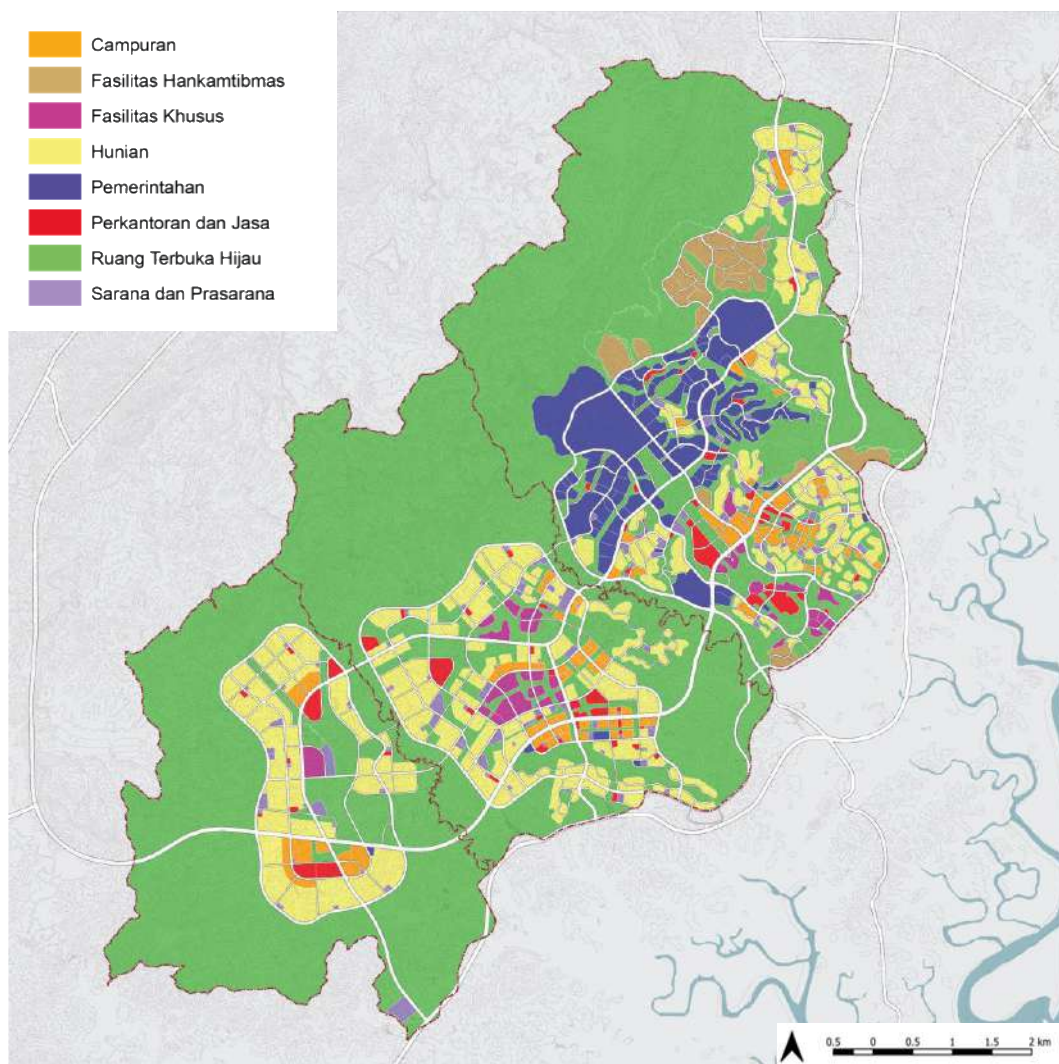 Campuran
Fasilitas Hankamtibmas
Fasilitas Khusus
Hunian
Pemerintahan
Perkantoran dan Jasa
Ruang Terbuka Hijau
Sarana dan Prasarana
0.5 0 0.5 1 1.5 2 km